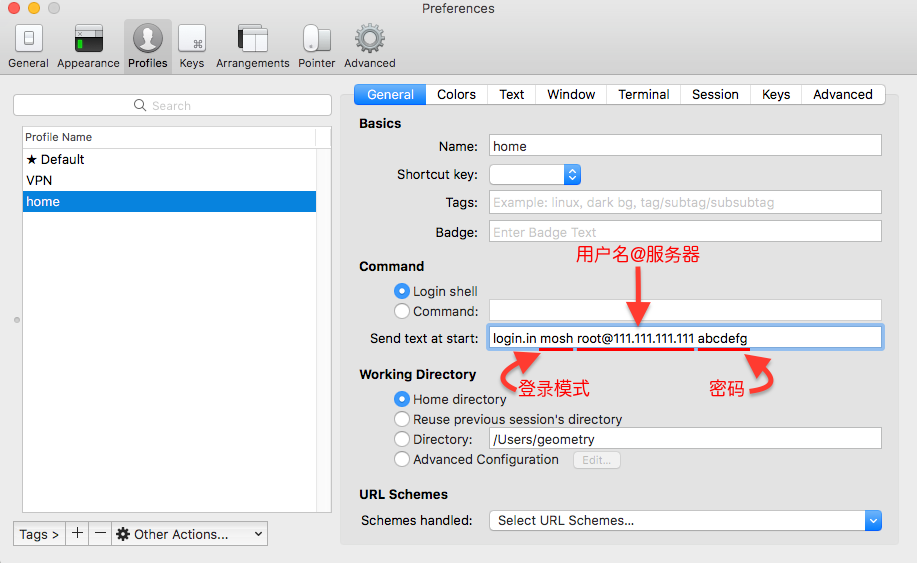 Preferences
General Appearance Profiles Keys Arrangements Pointer Advanced
Search
Profile Name
★ Default
VPN
home
Tags >
+
−
Other Actions...
General Colors Text Window Terminal Session Keys Advanced
Basics
Name: home
Shortcut key:
Tags: Example: linux, dark bg, tag/subtag/subsubtag
Badge: Enter Badge Text
用户名@服务器
Command
Login shell
Command:
Send text at start: login.in mosh root@111.111.111.111 abcdefg
登录模式
密码
Working Directory
Home directory
Reuse previous session's directory
Directory: /Users/geometry
Advanced Configuration Edit...
URL Schemes
Schemes handled: Select URL Schemes...